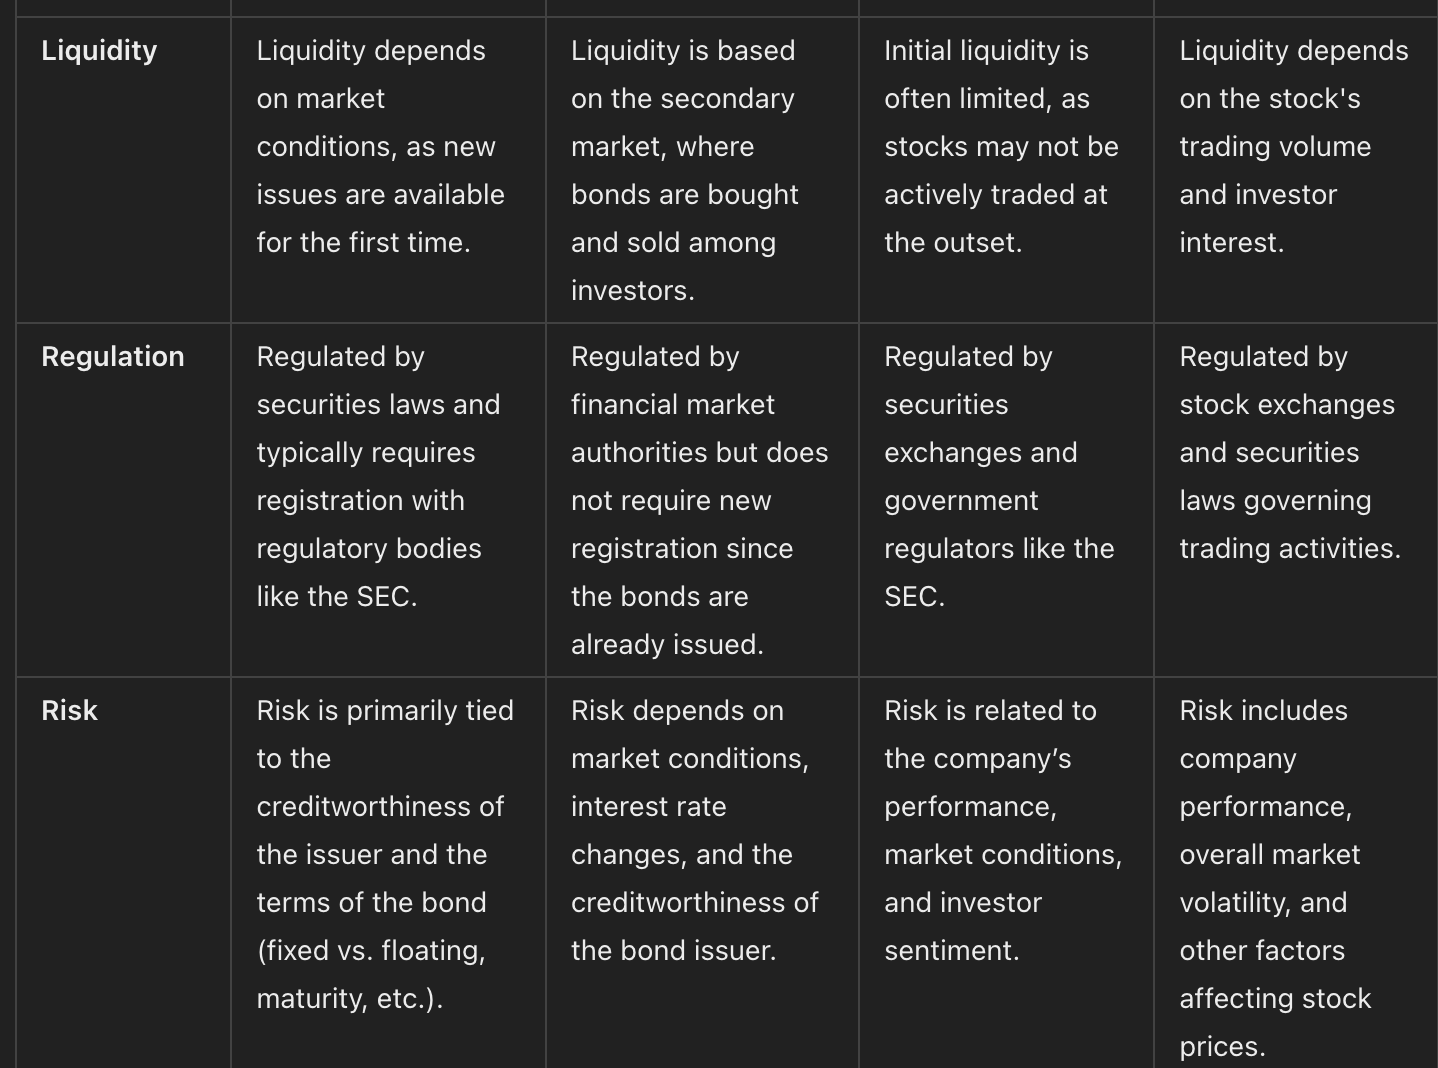 Liquidity
Liquidity depends
on market
conditions, as new
issues are available
for the first time.
Liquidity is based
on the secondary
market, where
bonds are bought
and sold among
investors.
Initial liquidity is
often limited, as
stocks may not be
actively traded at
the outset.
Liquidity depends
on the stock's
trading volume
and investor
interest.
Regulation
Regulated by
securities laws and
typically requires
registration with
regulatory bodies
like the SEC.
Regulated by
financial market
authorities but does
not require new
registration since
the bonds are
already issued.
Regulated by
securities
exchanges and
government
regulators like the
SEC.
Regulated by
stock exchanges
and securities
laws governing
trading activities.
Risk
Risk is primarily tied
to the
creditworthiness of
the issuer and the
terms of the bond
(fixed vs. floating,
maturity, etc.).
Risk depends on
market conditions,
interest rate
changes, and the
creditworthiness of
the bond issuer.
Risk is related to
the company’s
performance,
market conditions,
and investor
sentiment.
Risk includes
company
performance,
overall market
volatility, and
other factors
affecting stock
prices.